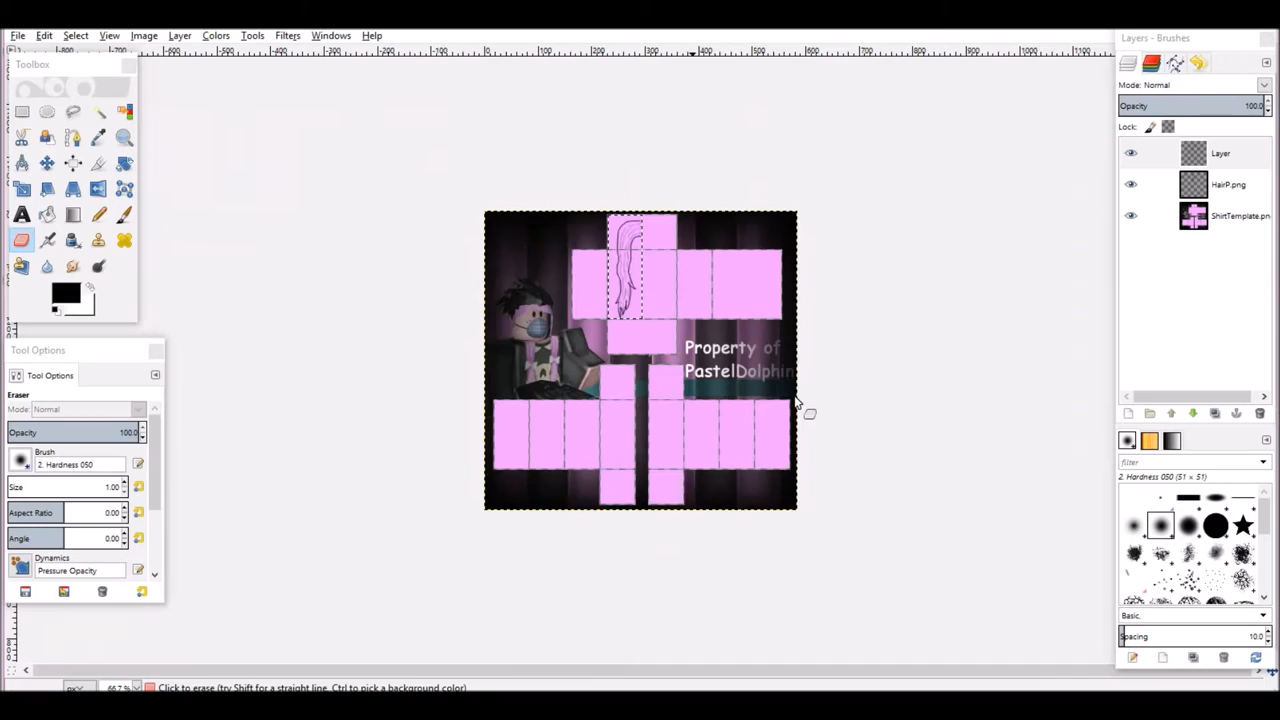 File Edit Select View Image Layer Colors Tools Filters Windows Help
Toolbox
Tool Options
Tool Options
Eraser
Mode: Normal
Opacity 100.0
Brush
2. Hardness 050
Size 1.00
Aspect Ratio 0.00
Angle 0.00
Dynamics
Pressure Opacity
Property of
PastelDolphin
Layers - Brushes
Mode: Normal
Opacity 100.0
Lock:
Layer
HairP.png
ShirtTemplate.pn
filter
2. Hardness 050 (51 × 51)
Basic,
Spacing 10.0
px 66.7 % Click to erase (try Shift for a straight line, Ctrl to pick a background color)